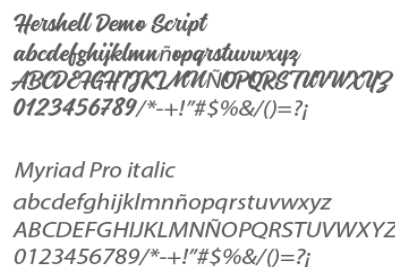 Hershell Demo Script
abcdefghijklmnñopqrstuvwxyz
ABCDEFGHIJKLMNÑOPQRSTUVWXYZ
0123456789/*-+!"#$%&/()=?¡
Myriad Pro italic
abcdefghijklmnñopqrstuvwxyz
ABCDEFGHIJKLMNÑOPQRSTUVWXYZ
0123456789/*-+!"#$%&/()=?¡